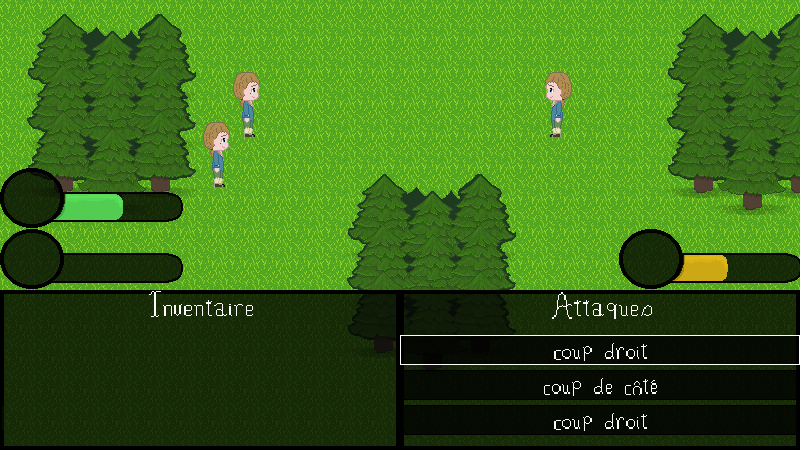 Inventaire
Attaques
coup droit
coup de côté
coup droit